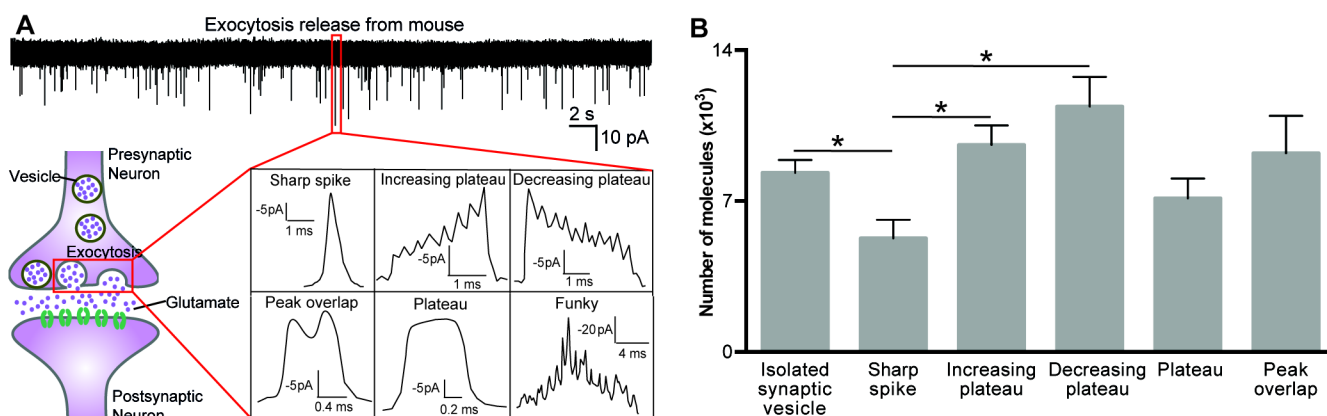 A
Exocytosis release from mouse
2 s
10 pA
Presynaptic
Neuron
Vesicle
Exocytosis
Glutamate
Postsynaptic
Neuron
Sharp spike
-5pA
1 ms
Increasing plateau
-5pA
1 ms
Decreasing plateau
-5pA
1 ms
Peak overlap
-5pA
0.4 ms
Plateau
-5pA
0.2 ms
Funky
-20pA
4 ms
B
Number of molecules (x10³)
14
7
0
*
*
*
Isolated
synaptic
vesicle
Sharp
spike
Increasing
plateau
Decreasing
plateau
Plateau
Peak
overlap